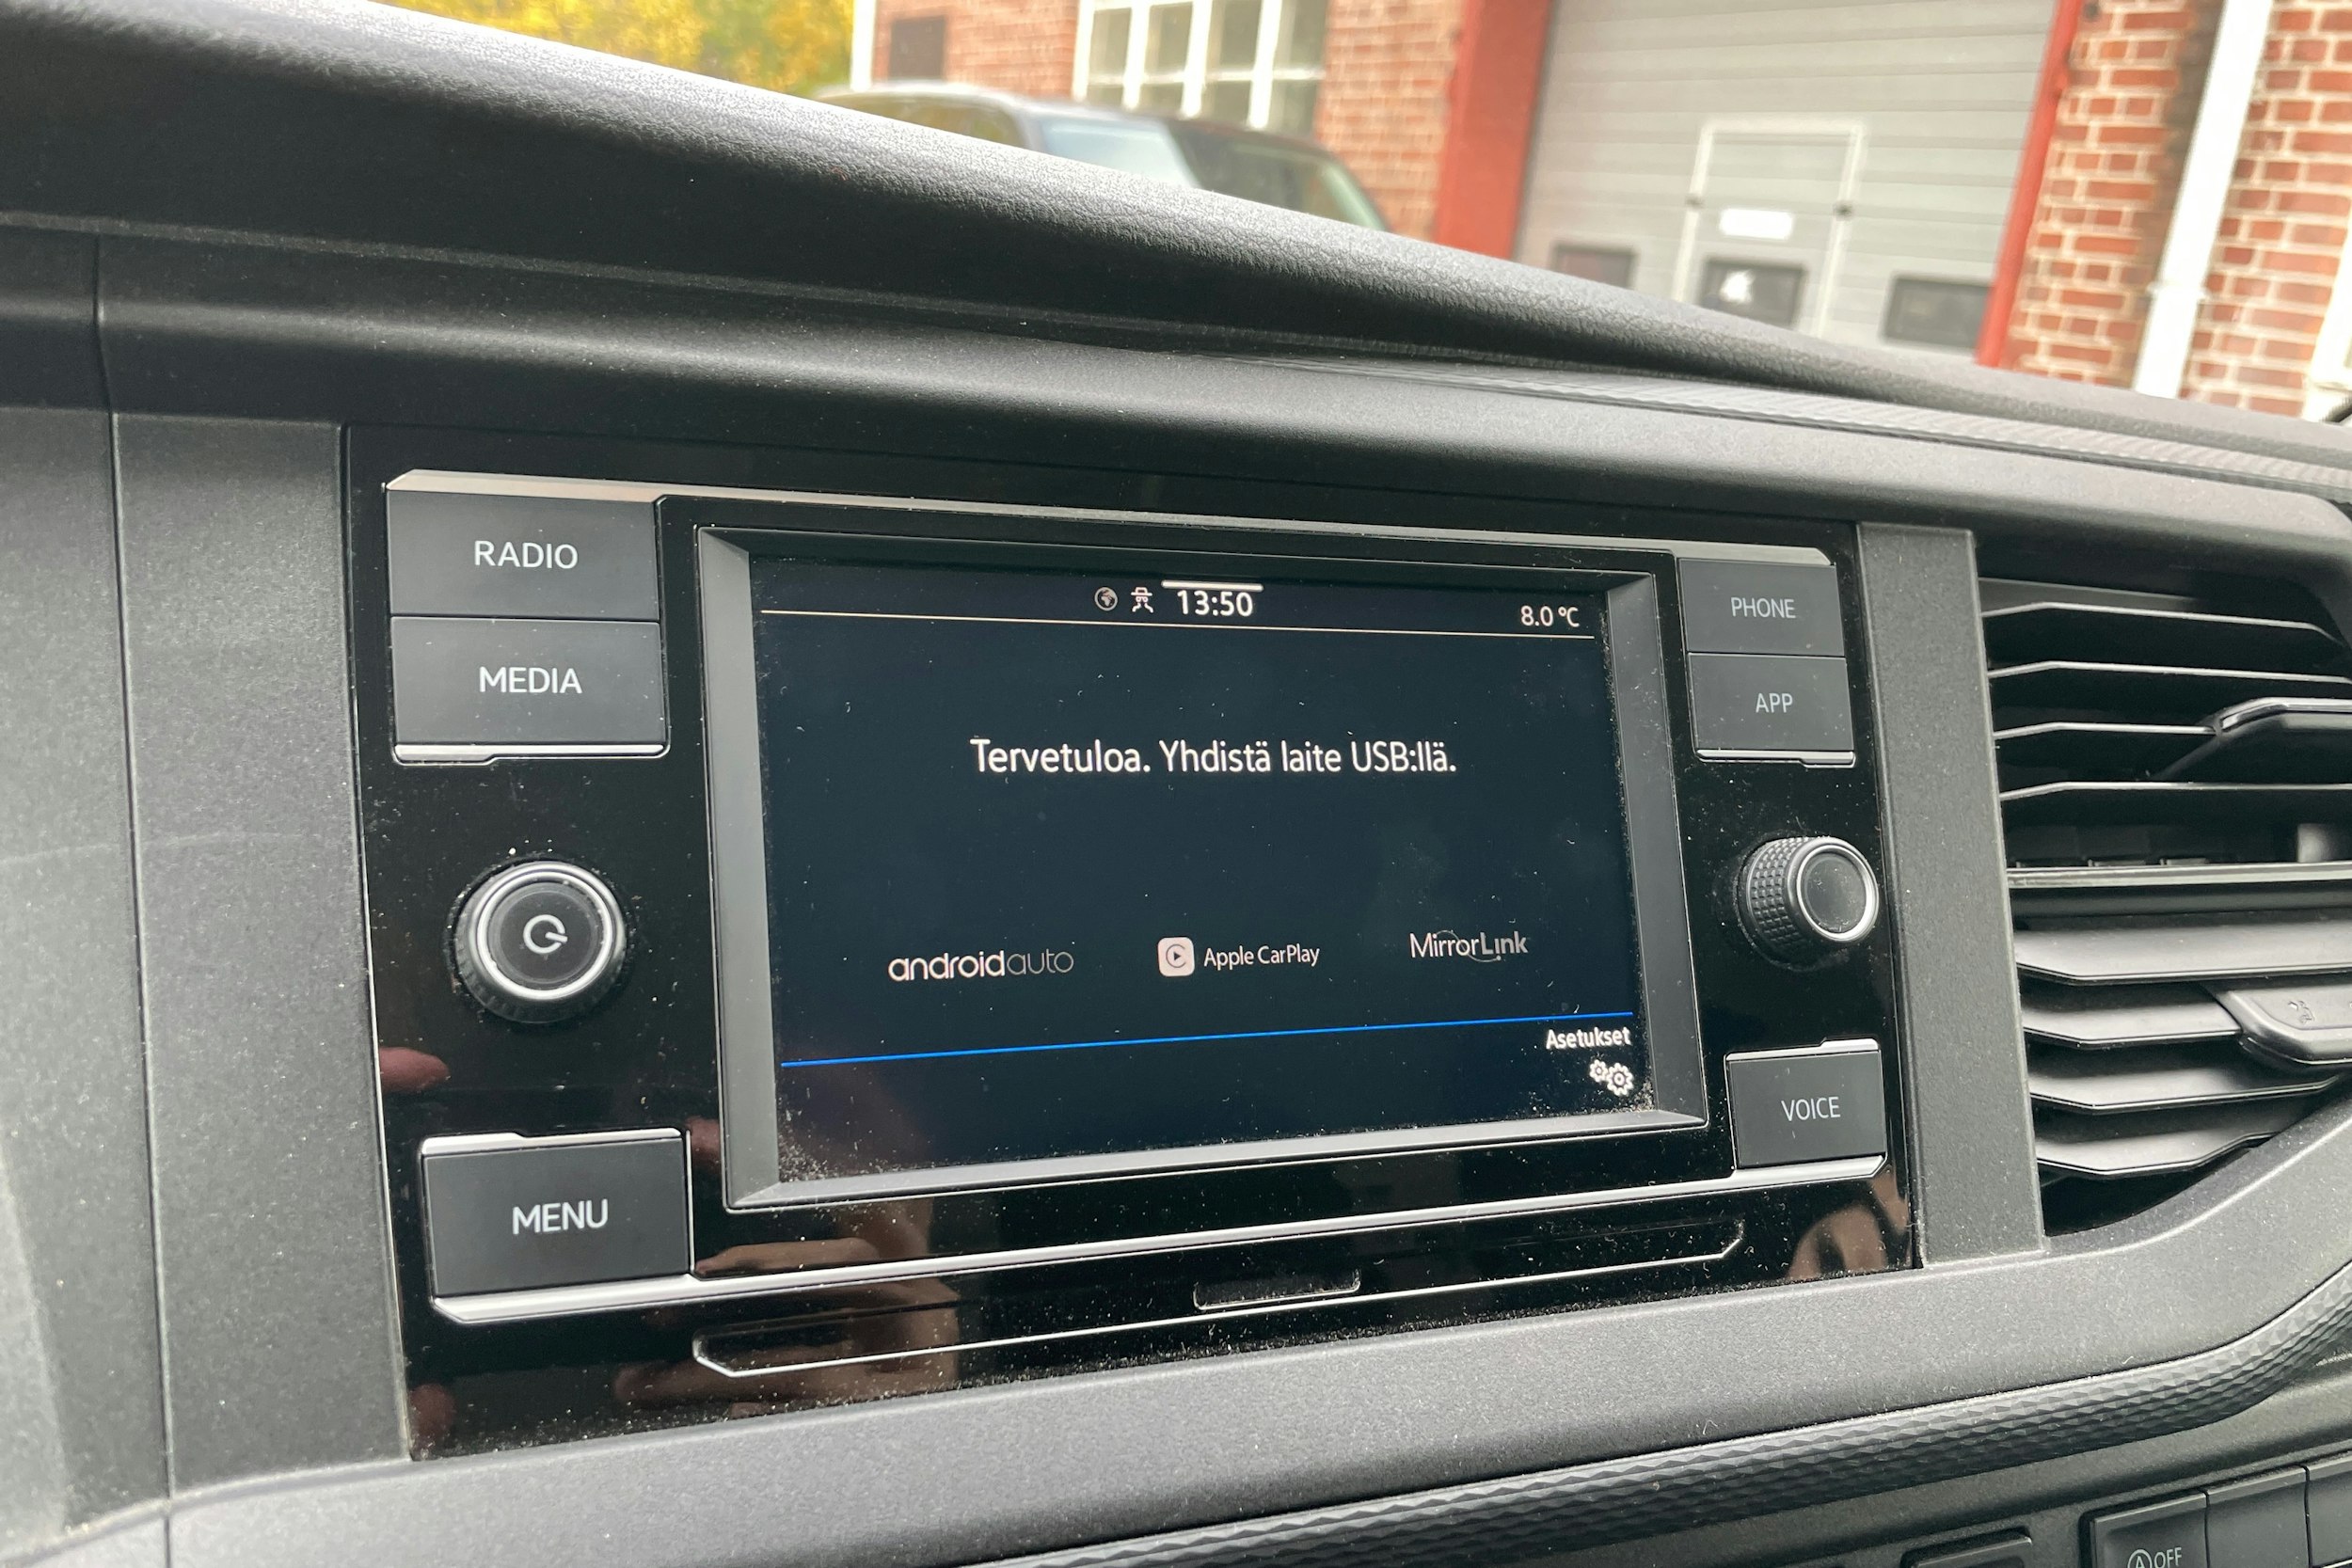 RADIO
MEDIA
MENU
13:50
8.0 °C
Tervetuloa. Yhdistä laite USB:llä.
androidauto
Apple CarPlay
MirrorLink
Asetukset
PHONE
APP
VOICE
A OFF